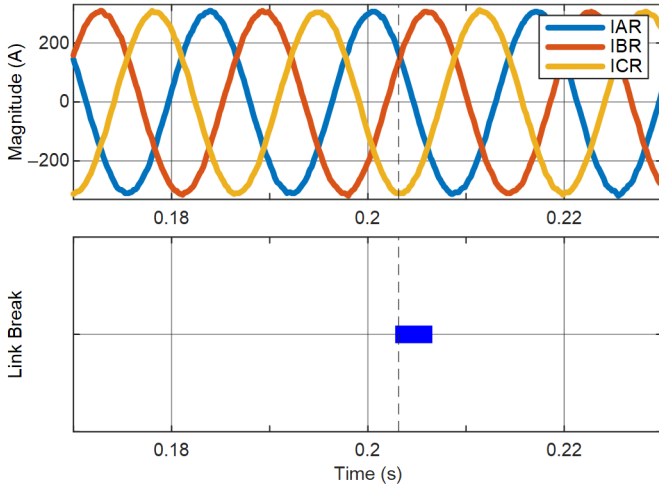 Magnitude (A)
200
0
−200
IAR
IBR
ICR
0.18
0.2
0.22
Link Break
0.18
0.2
0.22
Time (s)